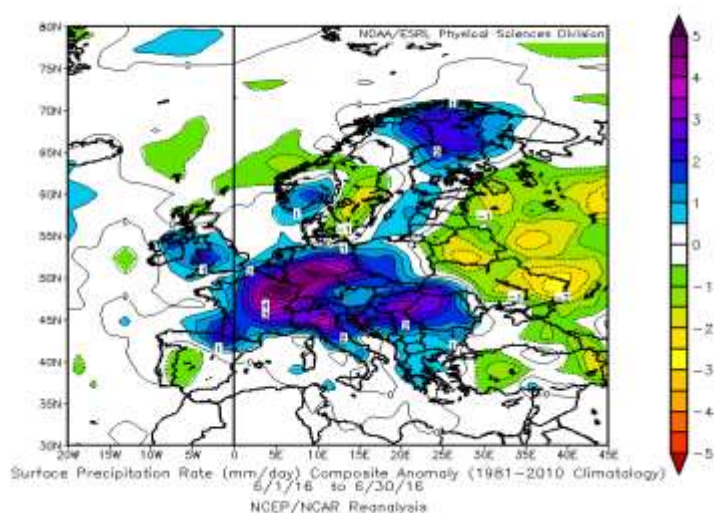 NOAA/ESRL Physical Sciences Division
80N
75N
70N
65N
60N
55N
50N
45N
40N
35N
30N
20W 15W 10W 5W 0 5E 10E 15E 20E 25E 30E 35E 40E 45E
5
4
3
2
1
0
-1
-2
-3
-4
-5
Surface Precipitation Rate (mm/day) Composite Anomaly (1981-2010 Climatology)
6/1/16 to 6/30/16
NCEP/NCAR Reanalysis